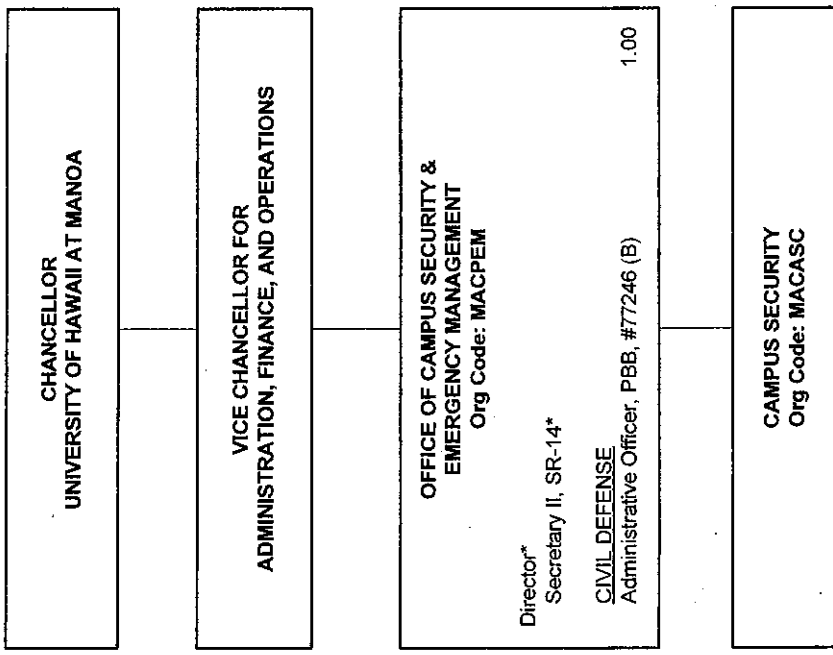 CHANCELLOR
UNIVERSITY OF HAWAII AT MANOA
VICE CHANCELLOR FOR
ADMINISTRATION, FINANCE, AND OPERATIONS
OFFICE OF CAMPUS SECURITY &
EMERGENCY MANAGEMENT
Org Code: MACPEM
Director*
Secretary II, SR-14*
CIVIL DEFENSE
Administrative Officer, PBB, #77246 (B) 1.00
CAMPUS SECURITY
Org Code: MACASC